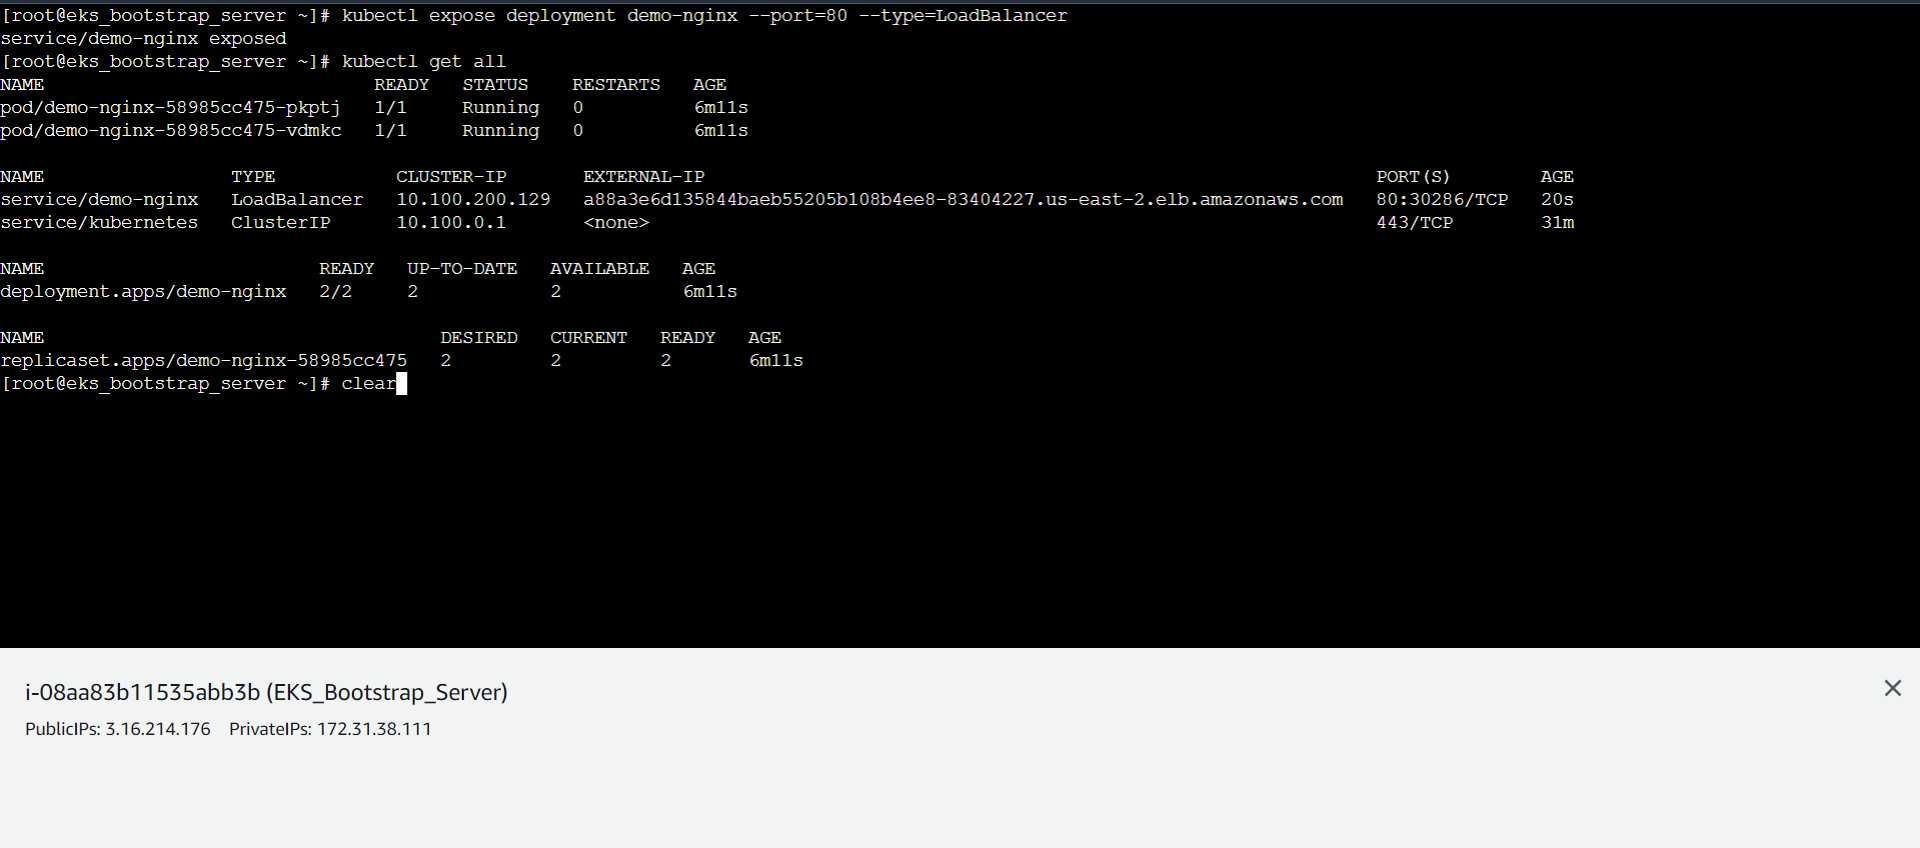 [root@eks_bootstrap_server ~]# kubectl expose deployment demo-nginx --port=80 --type=LoadBalancer
service/demo-nginx exposed
[root@eks_bootstrap_server ~]# kubectl get all
NAME READY STATUS RESTARTS AGE
pod/demo-nginx-58985cc475-pkptj 1/1 Running 0 6m11s
pod/demo-nginx-58985cc475-vdmkc 1/1 Running 0 6m11s
NAME TYPE CLUSTER-IP EXTERNAL-IP PORT(S) AGE
service/demo-nginx LoadBalancer 10.100.200.129 a88a3e6d135844baeb55205b108b4ee8-83404227.us-east-2.elb.amazonaws.com 80:30286/TCP 20s
service/kubernetes ClusterIP 10.100.0.1 <none> 443/TCP 31m
NAME READY UP-TO-DATE AVAILABLE AGE
deployment.apps/demo-nginx 2/2 2 2 6m11s
NAME DESIRED CURRENT READY AGE
replicaset.apps/demo-nginx-58985cc475 2 2 2 6m11s
[root@eks_bootstrap_server ~]# clear
i-08aa83b11535abb3b (EKS_Bootstrap_Server)
PublicIPs: 3.16.214.176 PrivateIPs: 172.31.38.111